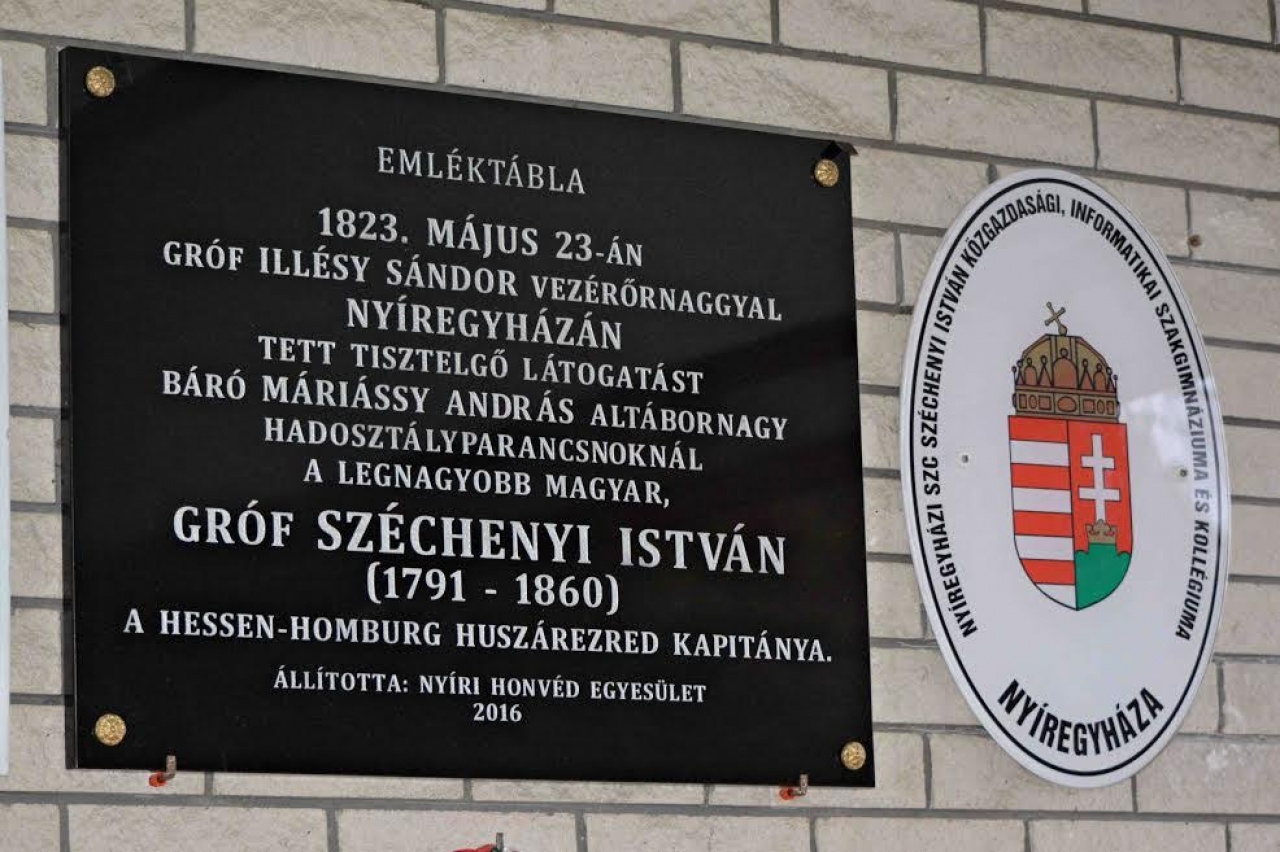 EMLÉKTÁBLA
1823. MÁJUS 23-ÁN
GRÓF ILLÉSY SÁNDOR VEZÉRŐRNAGGYAL
NYÍREGYHÁZÁN
TETT TISZTELGŐ LÁTOGATÁST
BÁRÓ MÁRIÁSSY ANDRÁS ALTÁBORNAGY
HADOSZTÁLYPARANCSNOKNÁL
A LEGNAGYOBB MAGYAR,
GRÓF SZÉCHENYI ISTVÁN
(1791 - 1860)
A HESSEN-HOMBURG HUSZÁREZRED KAPITÁNYA.
ÁLLÍTOTTA: NYÍRI HONVÉD EGYESÜLET
2016
NYÍREGYHÁZI SZC SZÉCHENYI ISTVÁN KÖZGAZDASÁGI, INFORMATIKAI SZAKGIMNÁZIUMA ÉS KOLLÉGIUMA
NYÍREGYHÁZA